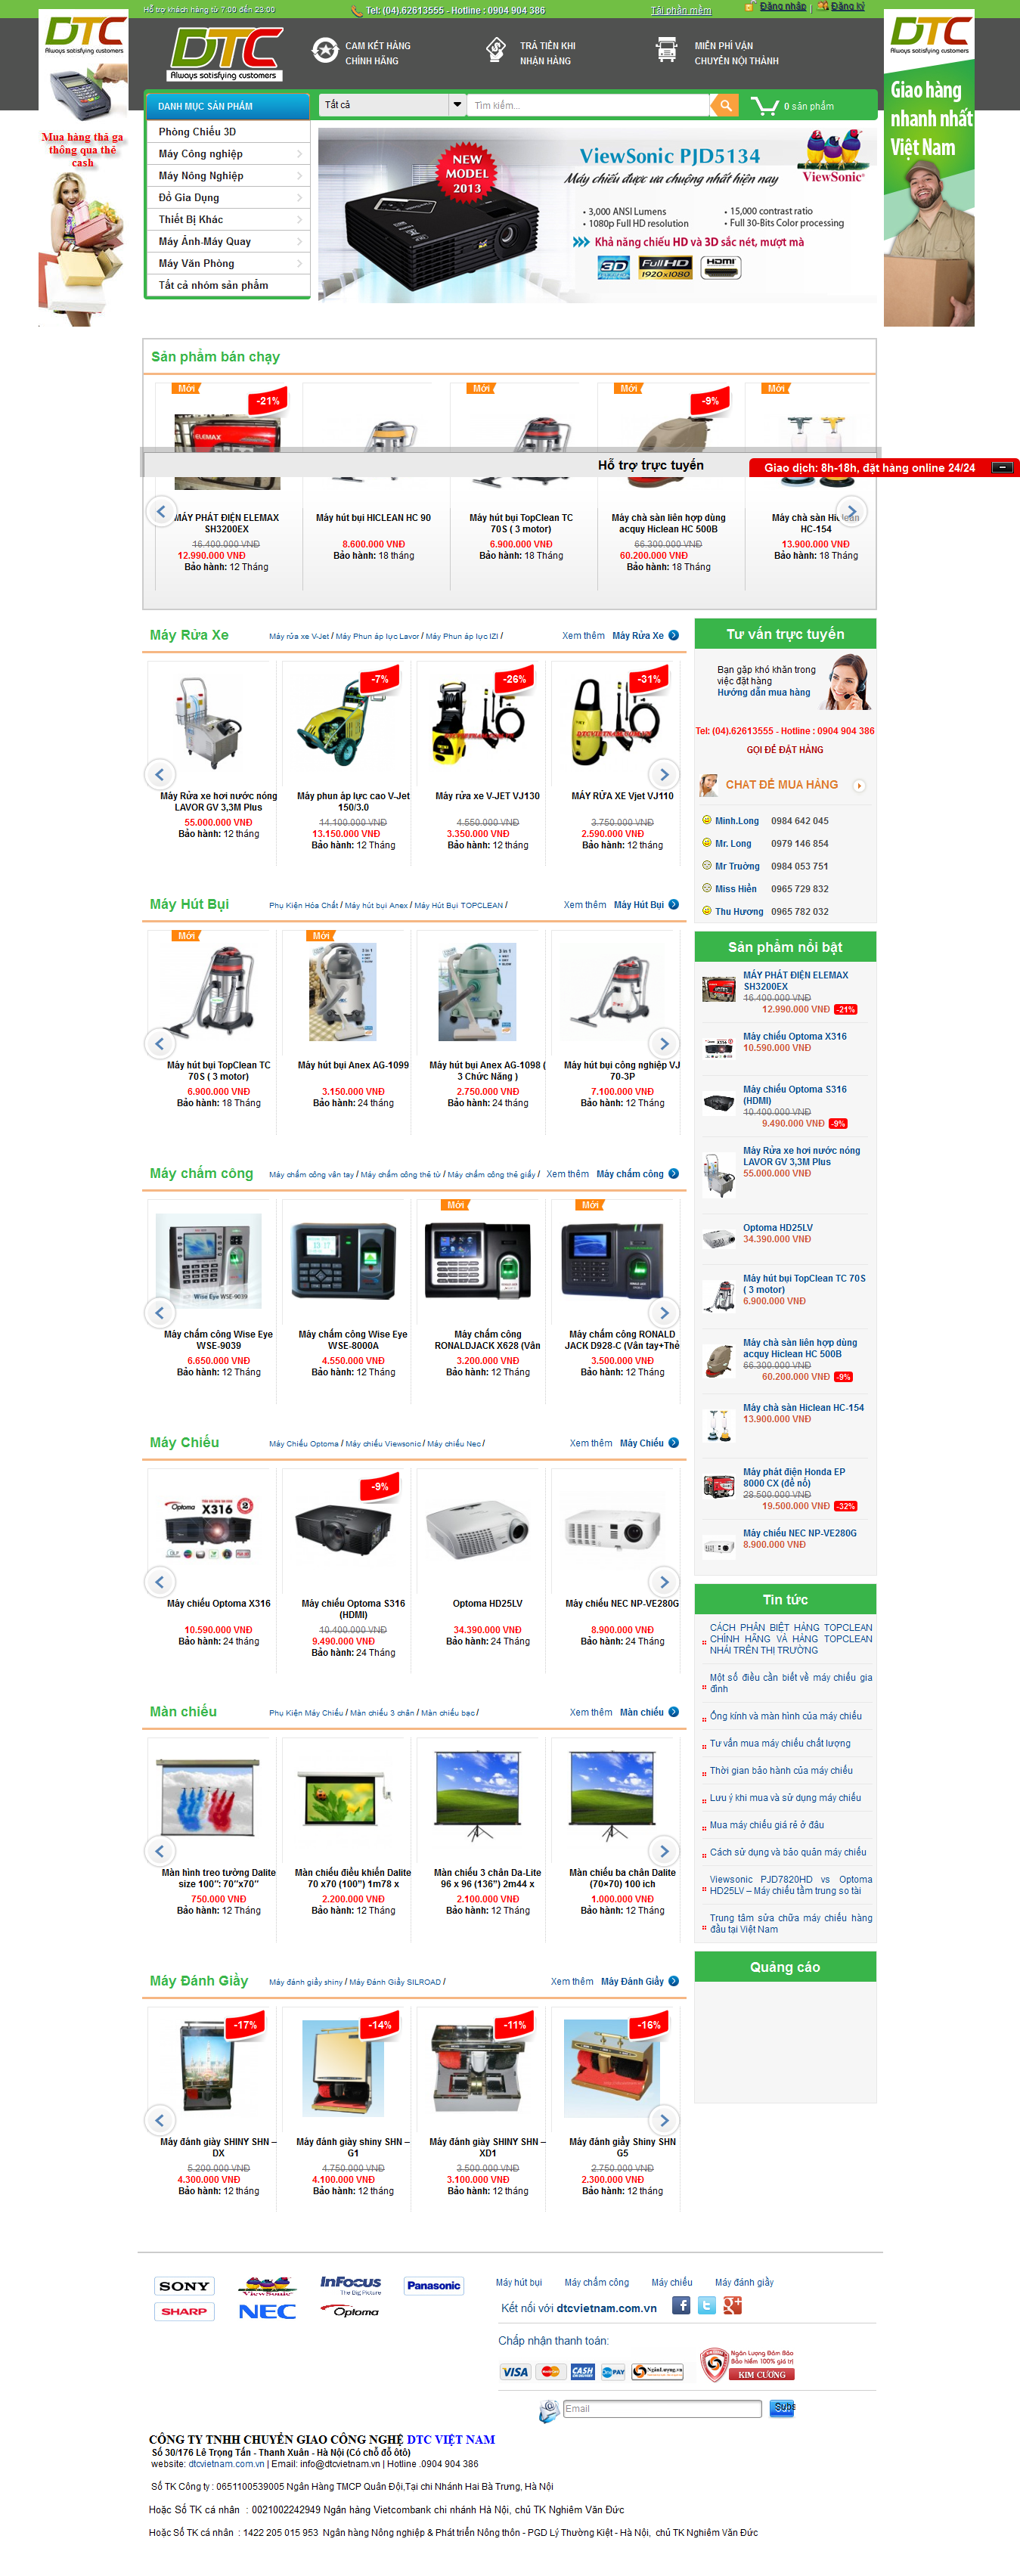 Hỗ trợ khách hàng từ 7:00 đến 23:00
Tel: (04).62613555 - Hotline : 0904 904 386
Tải phần mềm
Đăng nhập | Đăng ký
DTC
Always satisfying customers
Mua hàng thả ga
thông qua thẻ
cash
DTC
Always satisfying customers
CAM KẾT HÀNG
CHÍNH HÃNG
TRẢ TIỀN KHI
NHẬN HÀNG
MIỄN PHÍ VẬN
CHUYỂN NỘI THÀNH
DTC
Always satisfying customers
Giao hàng
nhanh nhất
Việt Nam
DANH MỤC SẢN PHẨM
Tất cả
Tìm kiếm...
0 sản phẩm
Phòng Chiếu 3D
Máy Công nghiệp
Máy Nông Nghiệp
Đồ Gia Dụng
Thiết Bị Khác
Máy Ảnh-Máy Quay
Máy Văn Phòng
Tất cả nhóm sản phẩm
NEW
MODEL
2013
ViewSonic PJD5134
Máy chiếu được ưa chuộng nhất hiện nay
ViewSonic
• 3,000 ANSI Lumens
• 1080p Full HD resolution
• 15,000 contrast ratio
• Full 30-Bits Color processing
Khả năng chiếu HD và 3D sắc nét, mượt mà
3D
Full HD
1920x1080
HDMI
Sản phẩm bán chạy
Mới
-21%
Mới
Mới
-9%
Mới
Hỗ trợ trực tuyến
Giao dịch: 8h-18h, đặt hàng online 24/24
MÁY PHÁT ĐIỆN ELEMAX
SH3200EX
16.400.000 VNĐ
12.990.000 VNĐ
Bảo hành: 12 Tháng
Máy hút bụi HICLEAN HC 90
8.600.000 VNĐ
Bảo hành: 18 tháng
Máy hút bụi TopClean TC
70S ( 3 motor)
6.900.000 VNĐ
Bảo hành: 18 Tháng
Máy chà sàn liên hợp dùng
acquy Hiclean HC 500B
66.300.000 VNĐ
60.200.000 VNĐ
Bảo hành: 18 Tháng
Máy chà sàn Hiclean
HC-154
13.900.000 VNĐ
Bảo hành: 18 Tháng
Máy Rửa Xe
Máy rửa xe V-Jet / Máy Phun áp lực Lavor / Máy Phun áp lực IZI /
Xem thêm Máy Rửa Xe
-7%
-26%
-31%
Máy Rửa xe hơi nước nóng
LAVOR GV 3,3M Plus
55.000.000 VNĐ
Bảo hành: 12 tháng
Máy phun áp lực cao V-Jet
150/3.0
14.100.000 VNĐ
13.150.000 VNĐ
Bảo hành: 12 Tháng
Máy rửa xe V-JET VJ130
4.550.000 VNĐ
3.350.000 VNĐ
Bảo hành: 12 tháng
MÁY RỬA XE Vjet VJ110
3.750.000 VNĐ
2.590.000 VNĐ
Bảo hành: 12 tháng
Tư vấn trực tuyến
Bạn gặp khó khăn trong
việc đặt hàng
Hướng dẫn mua hàng
Tel: (04).62613555 - Hotline : 0904 904 386
GỌI ĐỂ ĐẶT HÀNG
CHAT ĐỂ MUA HÀNG
Minh.Long 0984 642 045
Mr. Long 0979 146 854
Mr Trường 0984 053 751
Miss Hiền 0965 729 832
Thu Hương 0965 782 032
Máy Hút Bụi
Phụ Kiện Hóa Chất / Máy hút bụi Anex / Máy Hút Bụi TOPCLEAN /
Xem thêm Máy Hút Bụi
Mới
Mới
Máy hút bụi TopClean TC
70S ( 3 motor)
6.900.000 VNĐ
Bảo hành: 18 Tháng
Máy hút bụi Anex AG-1099
3.150.000 VNĐ
Bảo hành: 24 tháng
Máy hút bụi Anex AG-1098 (
3 Chức Năng )
2.750.000 VNĐ
Bảo hành: 24 tháng
Máy hút bụi công nghiệp VJ
70-3P
7.100.000 VNĐ
Bảo hành: 12 Tháng
Sản phẩm nổi bật
MÁY PHÁT ĐIỆN ELEMAX
SH3200EX
16.400.000 VNĐ
12.990.000 VNĐ -21%
Máy chiếu Optoma X316
10.590.000 VNĐ
Máy chiếu Optoma S316
(HDMI)
10.400.000 VNĐ
9.490.000 VNĐ -9%
Máy Rửa xe hơi nước nóng
LAVOR GV 3,3M Plus
55.000.000 VNĐ
Optoma HD25LV
34.390.000 VNĐ
Máy hút bụi TopClean TC 70S
( 3 motor)
6.900.000 VNĐ
Máy chà sàn liên hợp dùng
acquy Hiclean HC 500B
66.300.000 VNĐ
60.200.000 VNĐ -9%
Máy chà sàn Hiclean HC-154
13.900.000 VNĐ
Máy phát điện Honda EP
8000 CX (đề nổ)
28.500.000 VNĐ
19.500.000 VNĐ -32%
Máy chiếu NEC NP-VE280G
8.900.000 VNĐ
Máy chấm công
Máy chấm công vân tay / Máy chấm công thẻ từ / Máy chấm công thẻ giấy /
Xem thêm Máy chấm công
Mới
Mới
Wise Eye WSE-9039
Máy chấm công Wise Eye
WSE-9039
6.650.000 VNĐ
Bảo hành: 12 Tháng
Máy chấm công Wise Eye
WSE-8000A
4.550.000 VNĐ
Bảo hành: 12 Tháng
Máy chấm công
RONALDJACK X628 (Vân
3.200.000 VNĐ
Bảo hành: 12 Tháng
Máy chấm công RONALD
JACK D928-C (Vân tay+Thẻ
3.500.000 VNĐ
Bảo hành: 12 Tháng
Máy Chiếu
Máy Chiếu Optoma / Máy chiếu Viewsonic / Máy chiếu Nec /
Xem thêm Máy Chiếu
Optoma X316
-9%
Máy chiếu Optoma X316
10.590.000 VNĐ
Bảo hành: 24 tháng
Máy chiếu Optoma S316
(HDMI)
10.400.000 VNĐ
9.490.000 VNĐ
Bảo hành: 24 Tháng
Optoma HD25LV
34.390.000 VNĐ
Bảo hành: 24 Tháng
Máy chiếu NEC NP-VE280G
8.900.000 VNĐ
Bảo hành: 24 Tháng
Tin tức
CÁCH PHÂN BIỆT HÀNG TOPCLEAN
CHÍNH HÃNG VÀ HÀNG TOPCLEAN
NHÁI TRÊN THỊ TRƯỜNG
Một số điều cần biết về máy chiếu gia
đình
Ống kính và màn hình của máy chiếu
Tư vấn mua máy chiếu chất lượng
Thời gian bảo hành của máy chiếu
Lưu ý khi mua và sử dụng máy chiếu
Mua máy chiếu giá rẻ ở đâu
Cách sử dụng và bảo quản máy chiếu
Viewsonic PJD7820HD vs Optoma
HD25LV – Máy chiếu tầm trung so tài
Trung tâm sửa chữa máy chiếu hàng
đầu tại Việt Nam
Màn chiếu
Phụ Kiện Máy Chiếu / Màn chiếu 3 chân / Màn chiếu bạc /
Xem thêm Màn chiếu
Màn hình treo tường Dalite
size 100": 70"x70"
750.000 VNĐ
Bảo hành: 12 Tháng
Màn chiếu điều khiển Dalite
70 x70 (100") 1m78 x
2.200.000 VNĐ
Bảo hành: 12 Tháng
Màn chiếu 3 chân Da-Lite
96 x 96 (136") 2m44 x
2.100.000 VNĐ
Bảo hành: 12 Tháng
Màn chiếu ba chân Dalite
(70×70) 100 ich
1.000.000 VNĐ
Bảo hành: 12 Tháng
Quảng cáo
Máy Đánh Giầy
Máy đánh giầy shiny / Máy Đánh Giầy SILROAD /
Xem thêm Máy Đánh Giầy
-17%
-14%
-11%
-16%
Máy đánh giày SHINY SHN –
DX
5.200.000 VNĐ
4.300.000 VNĐ
Bảo hành: 12 tháng
Máy đánh giày shiny SHN –
G1
4.750.000 VNĐ
4.100.000 VNĐ
Bảo hành: 12 tháng
Máy đánh giày SHINY SHN –
XD1
3.500.000 VNĐ
3.100.000 VNĐ
Bảo hành: 12 tháng
Máy đánh giầy Shiny SHN
G5
2.750.000 VNĐ
2.300.000 VNĐ
Bảo hành: 12 tháng
SONY
ViewSonic
InFocus
The Big Picture
Panasonic
SHARP
NEC
Optoma
Máy hút bụi Máy chấm công Máy chiếu Máy đánh giầy
Kết nối với dtcvietnam.com.vn
Chấp nhận thanh toán:
VISA
CASH
PAY
NgânLượng.vn
Ngân Lượng Đảm Bảo
Bảo hiểm 100% giá trị
KIM CƯƠNG
Email
Subs
CÔNG TY TNHH CHUYỂN GIAO CÔNG NGHỆ DTC VIỆT NAM
Số 30/176 Lê Trọng Tấn - Thanh Xuân - Hà Nội (Có chỗ đỗ ôtô)
website: dtcvietnam.com.vn | Email: info@dtcvietnam.vn | Hotline .0904 904 386
Số TK Công ty : 0651100539005 Ngân Hàng TMCP Quân Đội,Tại chi Nhánh Hai Bà Trưng, Hà Nội
Hoặc Số TK cá nhân : 0021002242949 Ngân hàng Vietcombank chi nhánh Hà Nội, chủ TK Nghiêm Văn Đức
Hoặc Số TK cá nhân : 1422 205 015 953 Ngân hàng Nông nghiệp & Phát triển Nông thôn - PGD Lý Thường Kiệt - Hà Nội, chủ TK Nghiêm Văn Đức